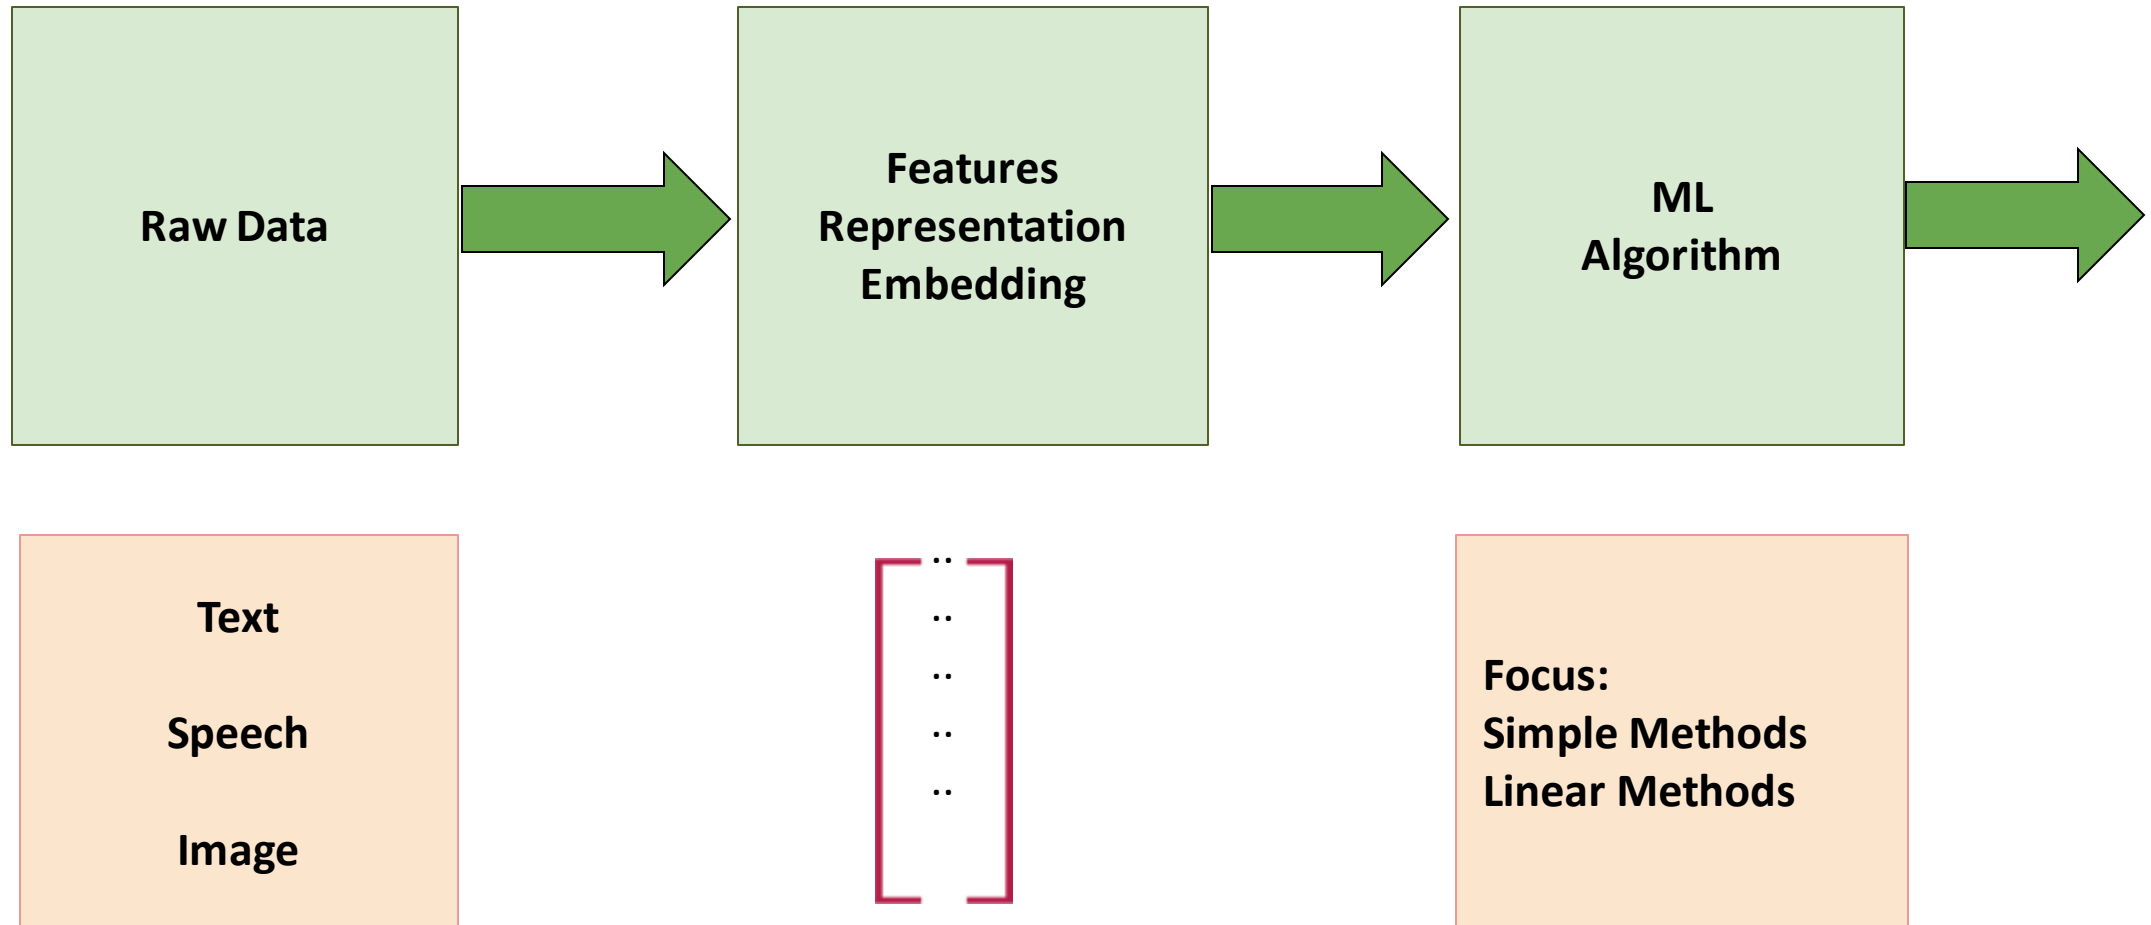 Raw Data
Features
Representation
Embedding
ML
Algorithm
Text
Speech
Image
..
..
..
..
..
Focus:
Simple Methods
Linear Methods